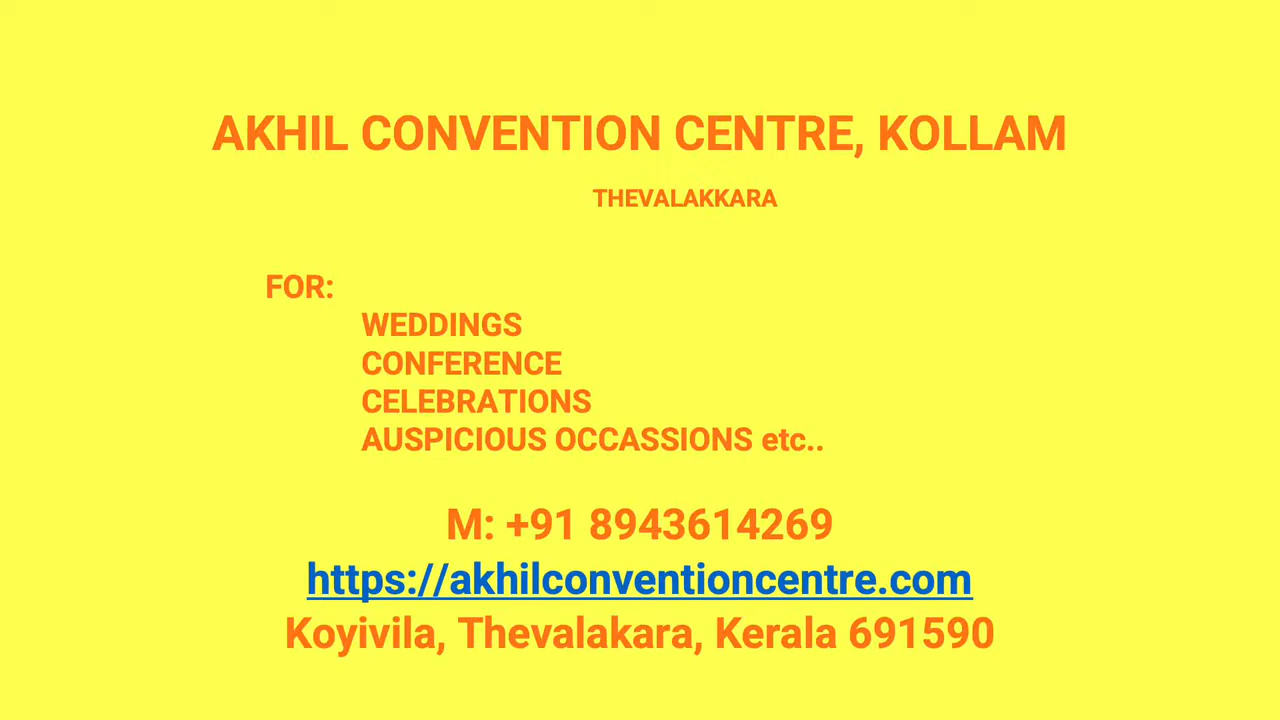 AKHIL CONVENTION CENTRE, KOLLAM
THEVALAKKARA
FOR:
WEDDINGS
CONFERENCE
CELEBRATIONS
AUSPICIOUS OCCASSIONS etc..
M: +91 8943614269
https://akhilconventioncentre.com
Koyivila, Thevalakara, Kerala 691590